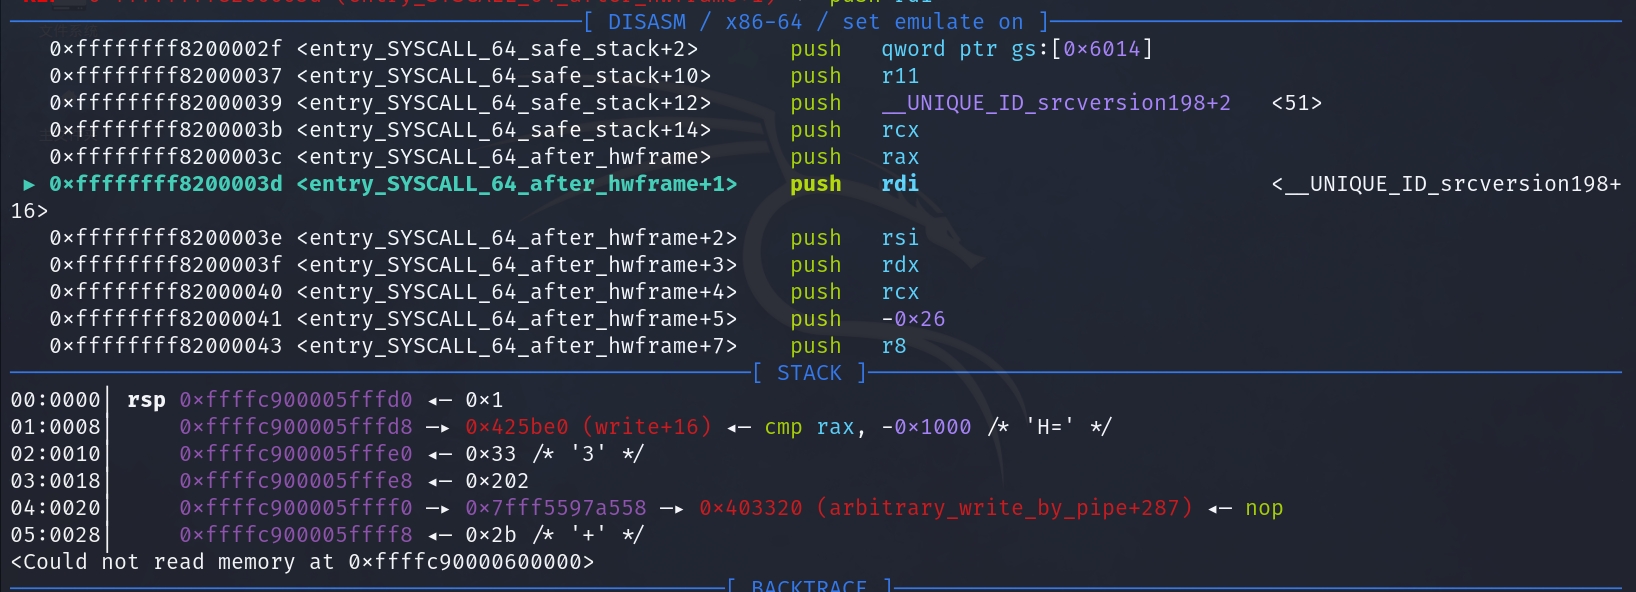 [ DISASM / x86-64 / set emulate on ]
0×ffffffff8200002f <entry_SYSCALL_64_safe_stack+2> push qword ptr gs:[0×6014]
0×ffffffff82000037 <entry_SYSCALL_64_safe_stack+10> push r11
0×ffffffff82000039 <entry_SYSCALL_64_safe_stack+12> push __UNIQUE_ID_srcversion198+2 <51>
0×ffffffff8200003b <entry_SYSCALL_64_safe_stack+14> push rcx
0×ffffffff8200003c <entry_SYSCALL_64_after_hwframe> push rax
► 0×ffffffff8200003d <entry_SYSCALL_64_after_hwframe+1> push rdi <__UNIQUE_ID_srcversion198+
16>
0×ffffffff8200003e <entry_SYSCALL_64_after_hwframe+2> push rsi
0×ffffffff8200003f <entry_SYSCALL_64_after_hwframe+3> push rdx
0×ffffffff82000040 <entry_SYSCALL_64_after_hwframe+4> push rcx
0×ffffffff82000041 <entry_SYSCALL_64_after_hwframe+5> push -0×26
0×ffffffff82000043 <entry_SYSCALL_64_after_hwframe+7> push r8
[ STACK ]
00:0000│ rsp 0×ffffc900005fffd0 ◂— 0×1
01:0008│ 0×ffffc900005fffd8 —▸ 0×425be0 (write+16) ◂— cmp rax, -0×1000 /* 'H=' */
02:0010│ 0×ffffc900005fffe0 ◂— 0×33 /* '3' */
03:0018│ 0×ffffc900005fffe8 ◂— 0×202
04:0020│ 0×ffffc900005ffff0 —▸ 0×7fff5597a558 —▸ 0×403320 (arbitrary_write_by_pipe+287) ◂— nop
05:0028│ 0×ffffc900005ffff8 ◂— 0×2b /* '+' */
<Could not read memory at 0×ffffc90000600000>
[ BACKTRACE ]